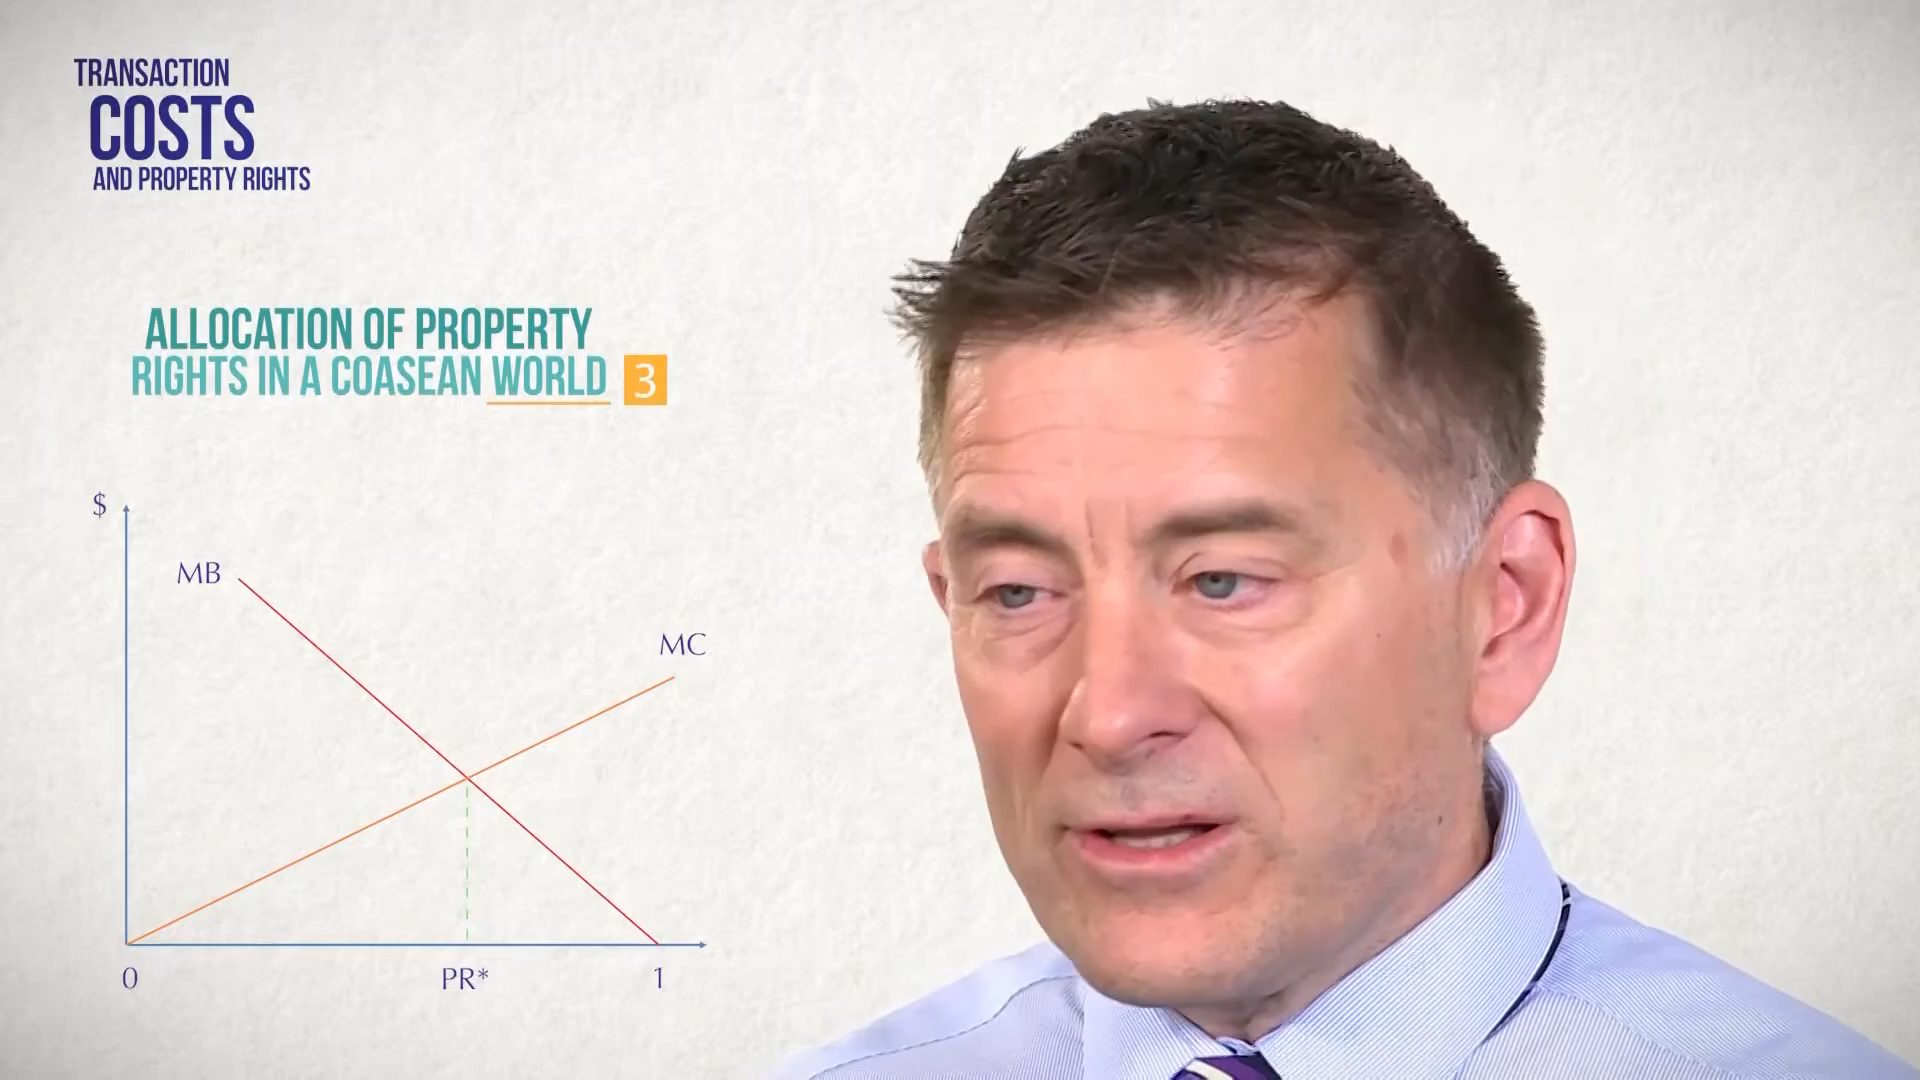 TRANSACTION
COSTS
AND PROPERTY RIGHTS
ALLOCATION OF PROPERTY
RIGHTS IN A COASEAN WORLD 3
$
MB
MC
0
PR*
1